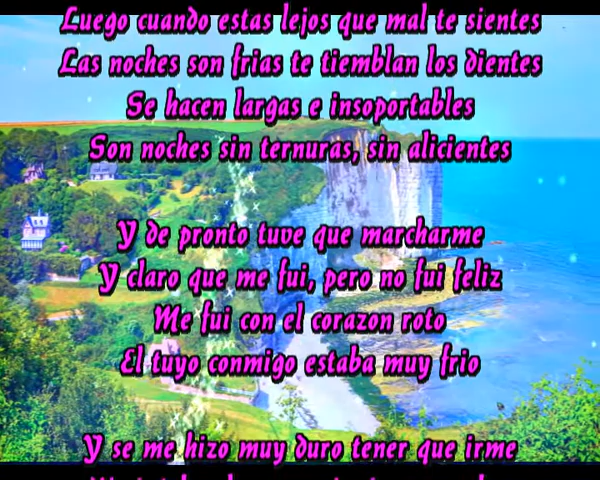 Luego cuando estas lejos que mal te sientes
Las noches son frias te tiemblan los dientes
Se hacen largas e insoportables
Son noches sin ternuras, sin alicientes
Y de pronto tuve que marcharme
Y claro que me fui, pero no fui feliz
Me fui con el corazon roto
El tuyo conmigo estaba muy frio
Y se me hizo muy duro tener que irme